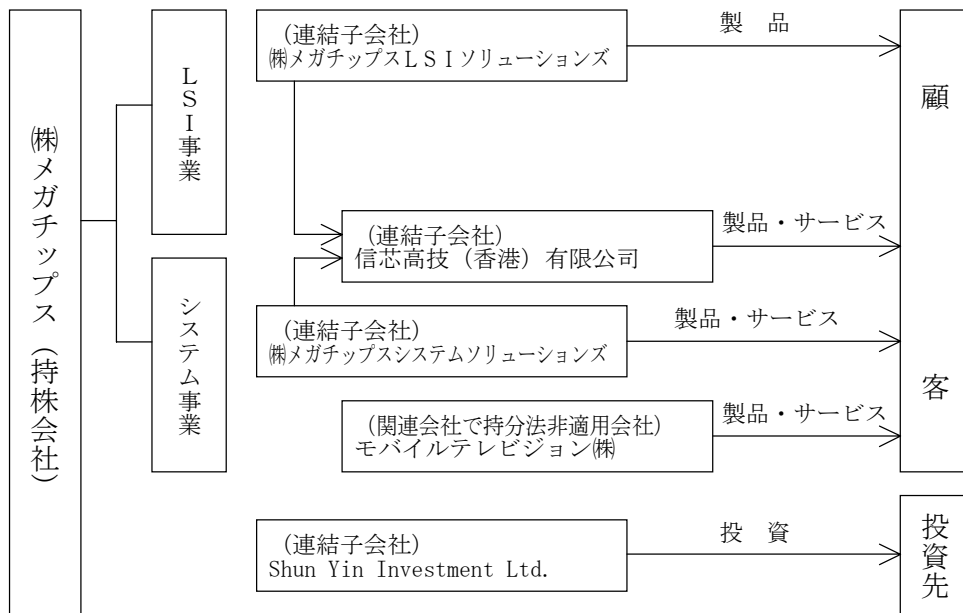 ㈱メガチップス（持株会社）
LSI事業
システム事業
（連結子会社）
㈱メガチップスＬＳＩソリューションズ
製　品
（連結子会社）
信芯高技（香港）有限公司
製品・サービス
（連結子会社）
㈱メガチップスシステムソリューションズ
製品・サービス
（関連会社で持分法非適用会社）
モバイルテレビジョン㈱
製品・サービス
顧　客
（連結子会社）
Shun Yin Investment Ltd.
投　資
投資先